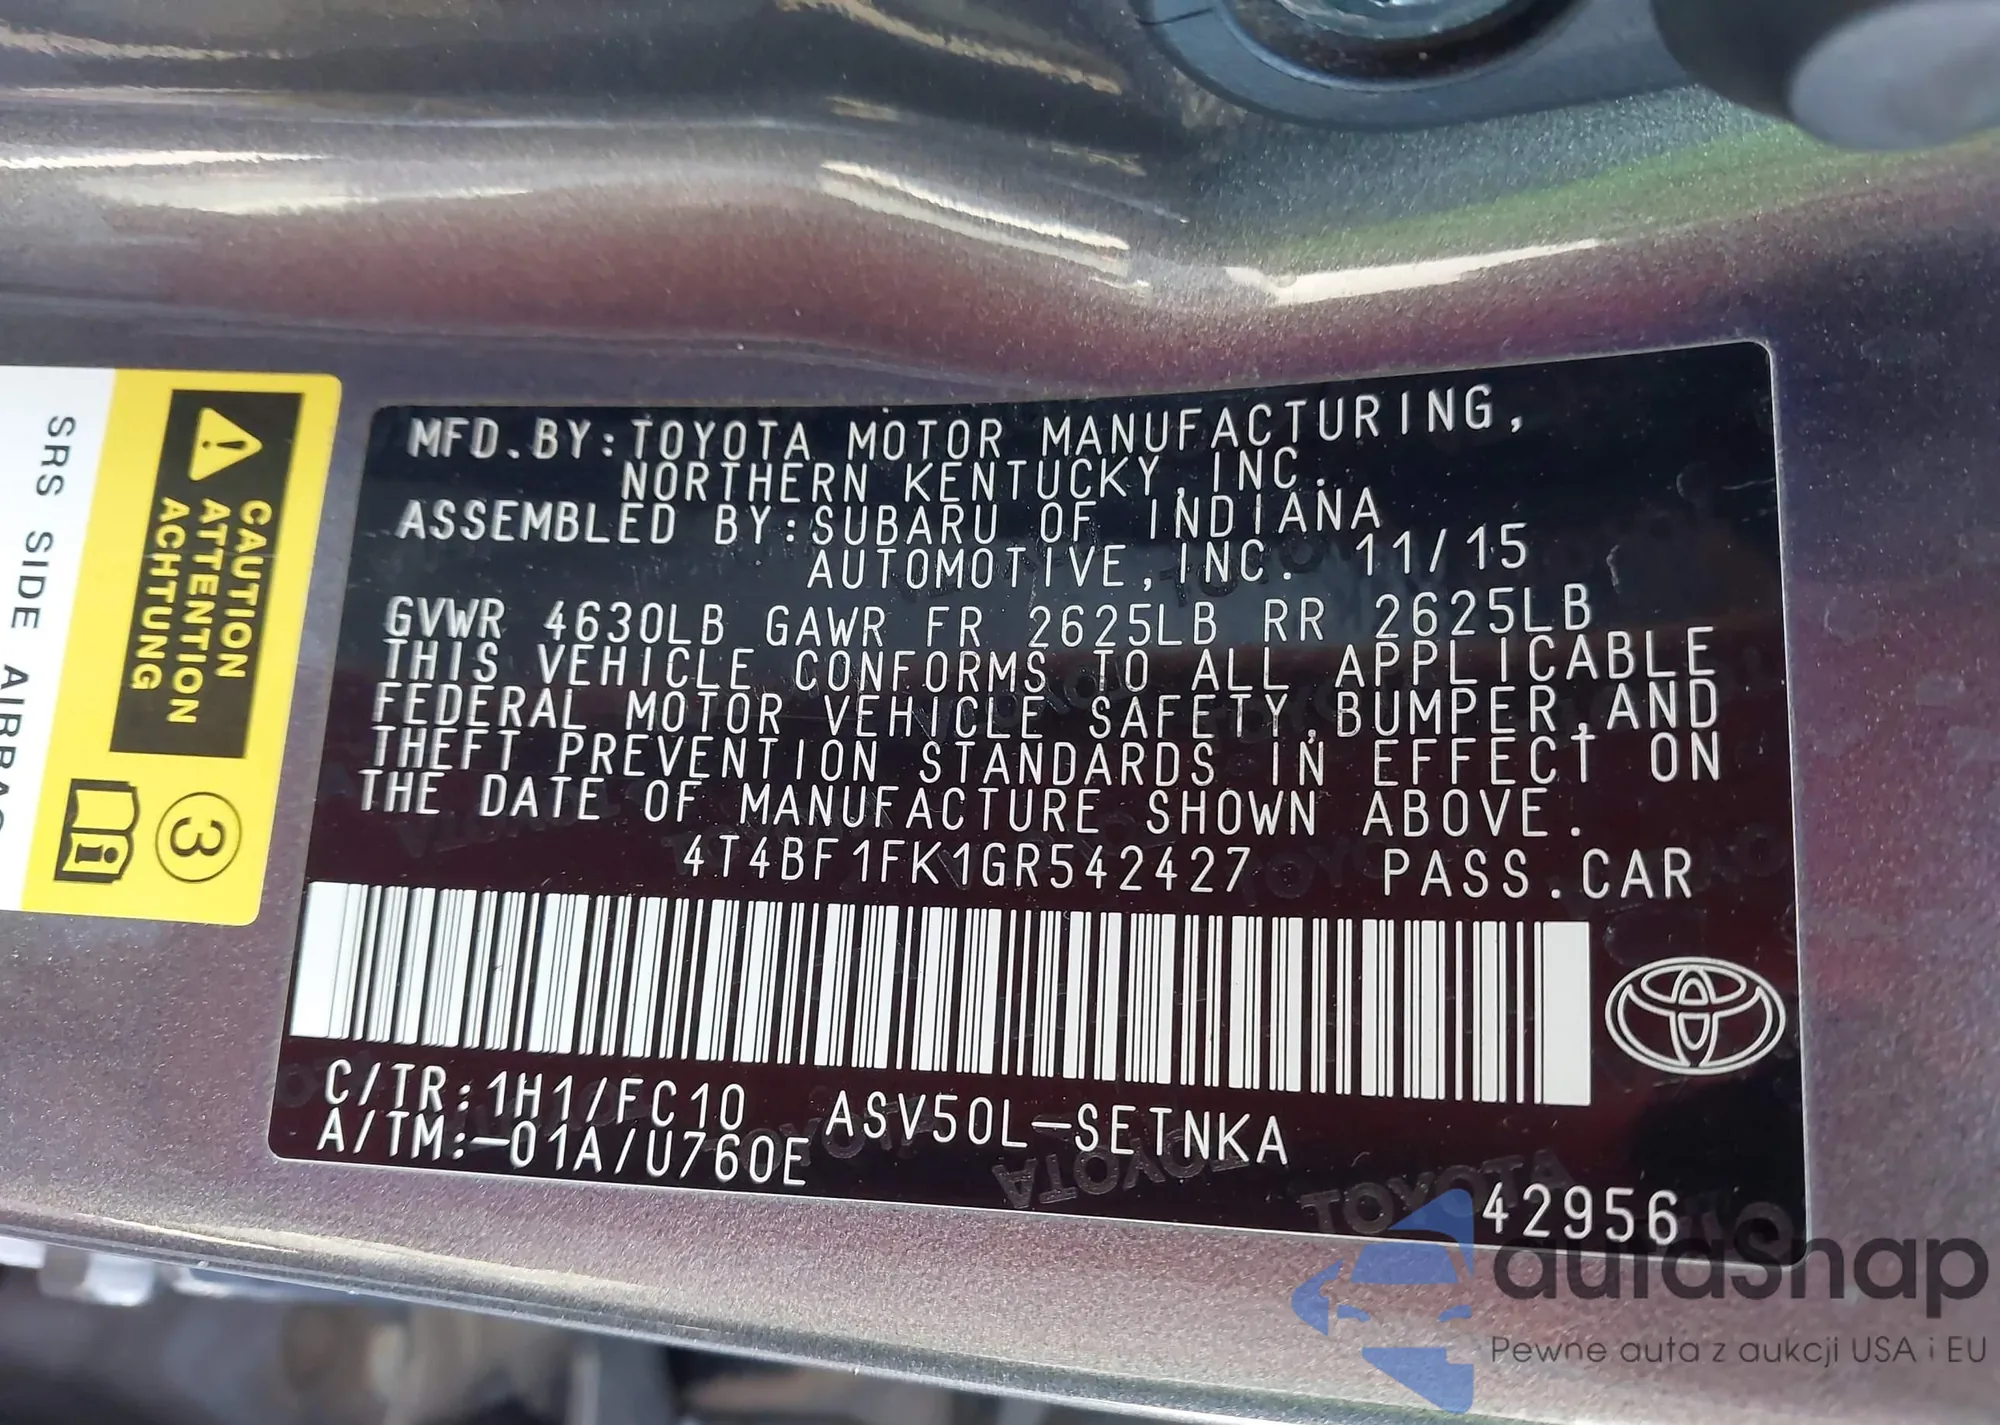 MFD.BY:TOYOTA MOTOR MANUFACTURING,
NORTHERN KENTUCKY,INC.
ASSEMBLED BY:SUBARU OF INDIANA
AUTOMOTIVE,INC. 11/15
GVWR 4630LB GAWR FR 2625LB RR 2625LB
THIS VEHICLE CONFORMS TO ALL APPLICABLE
FEDERAL MOTOR VEHICLE SAFETY,BUMPER,AND
THEFT PREVENTION STANDARDS IN EFFECT ON
THE DATE OF MANUFACTURE SHOWN ABOVE.
4T4BF1FK1GR542427 PASS.CAR
C/TR:1H1/FC10 ASV50L-SETNKA
A/TM:-01A/U760E
42956
CAUTION
ATTENTION
ACHTUNG
3
SRS SIDE AIRBAG
autaSnap
Pewne auta z aukcji USA i EU